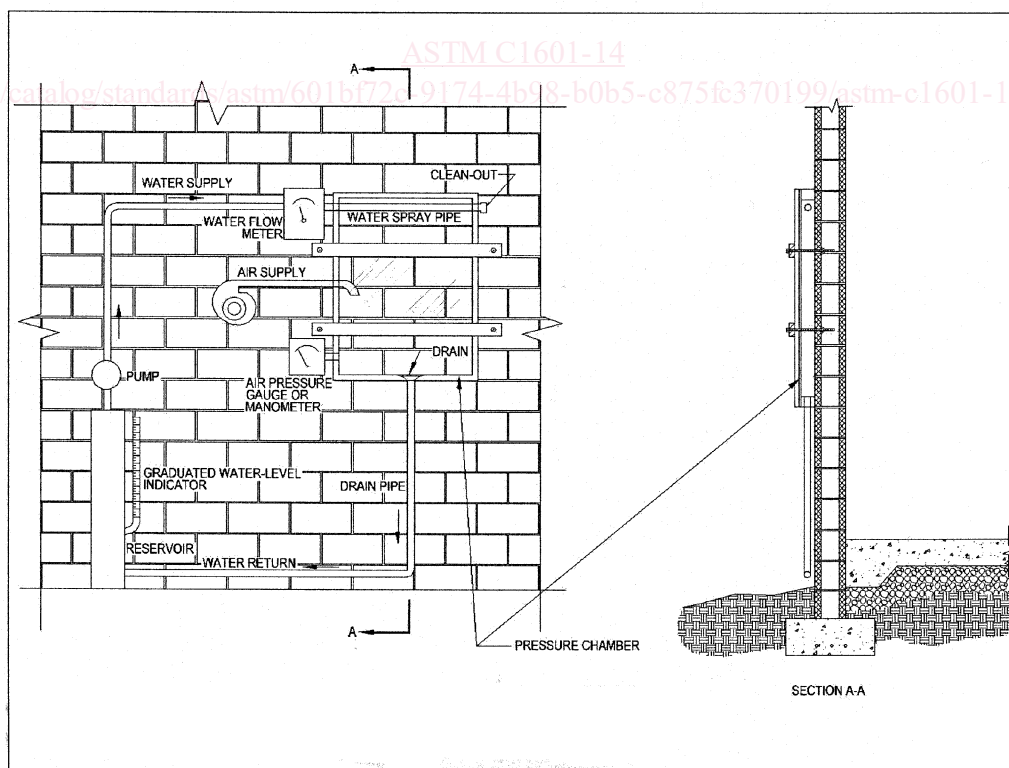 ASTM C1601-14
/catalog/standards/astm/601bf72c-9174-4b98-b0b5-c875fc370199/astm-c1601-1
A
CLEAN-OUT
WATER SUPPLY
WATER SPRAY PIPE
WATER FLOW
METER
AIR SUPPLY
DRAIN
PUMP
AIR PRESSURE
GAUGE OR
MANOMETER
GRADUATED WATER-LEVEL
INDICATOR
DRAIN PIPE
RESERVOIR
WATER RETURN
A
PRESSURE CHAMBER
SECTION A-A